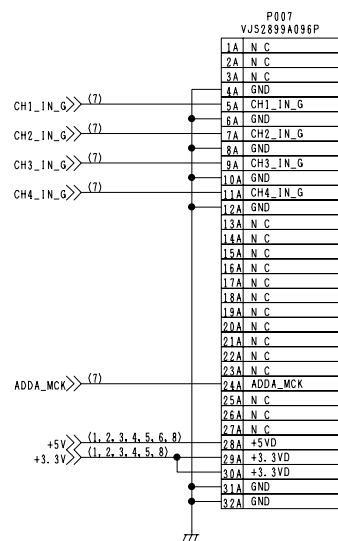 P007
VJS2899A096P
1A N C
2A N C
3A N C
4A GND
CH1_IN_G (7) 5A CH1_IN_G
6A GND
CH2_IN_G (7) 7A CH2_IN_G
8A GND
CH3_IN_G (7) 9A CH3_IN_G
10A GND
CH4_IN_G (7) 11A CH4_IN_G
12A GND
13A N C
14A N C
15A N C
16A N C
17A N C
18A N C
19A N C
20A N C
21A N C
22A N C
23A N C
ADDA_MCK (7) 24A ADDA_MCK
25A N C
26A N C
27A N C
+5V (1, 2, 3, 4, 5, 6, 8) 28A +5VD
+3.3V (1, 2, 3, 4, 5, 8) 29A +3.3VD
30A +3.3VD
31A GND
32A GND